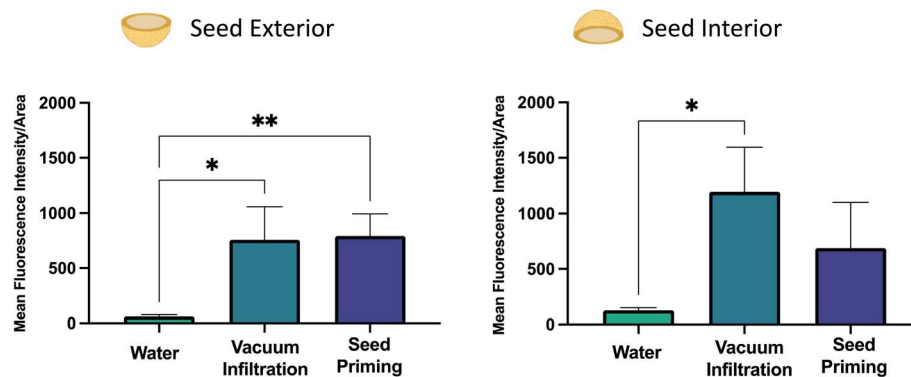 Seed Exterior
Mean Fluorescence Intensity/Area
2000
1500
1000
500
0
**
*
Water
Vacuum
Infiltration
Seed
Priming
Seed Interior
Mean Fluorescence Intensity/Area
2000
1500
1000
500
0
*
Water
Vacuum
Infiltration
Seed
Priming